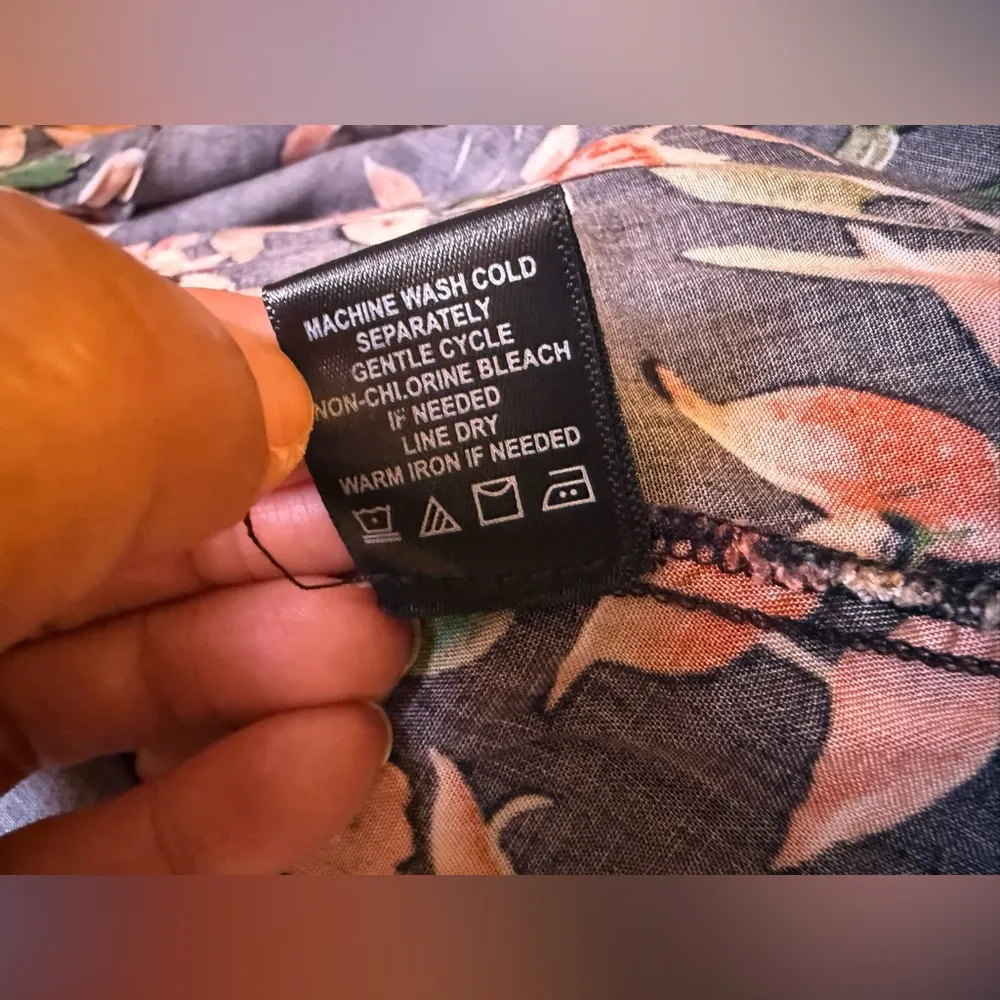 MACHINE WASH COLD
SEPARATELY
GENTLE CYCLE
NON-CHLORINE BLEACH
IF NEEDED
LINE DRY
WARM IRON IF NEEDED